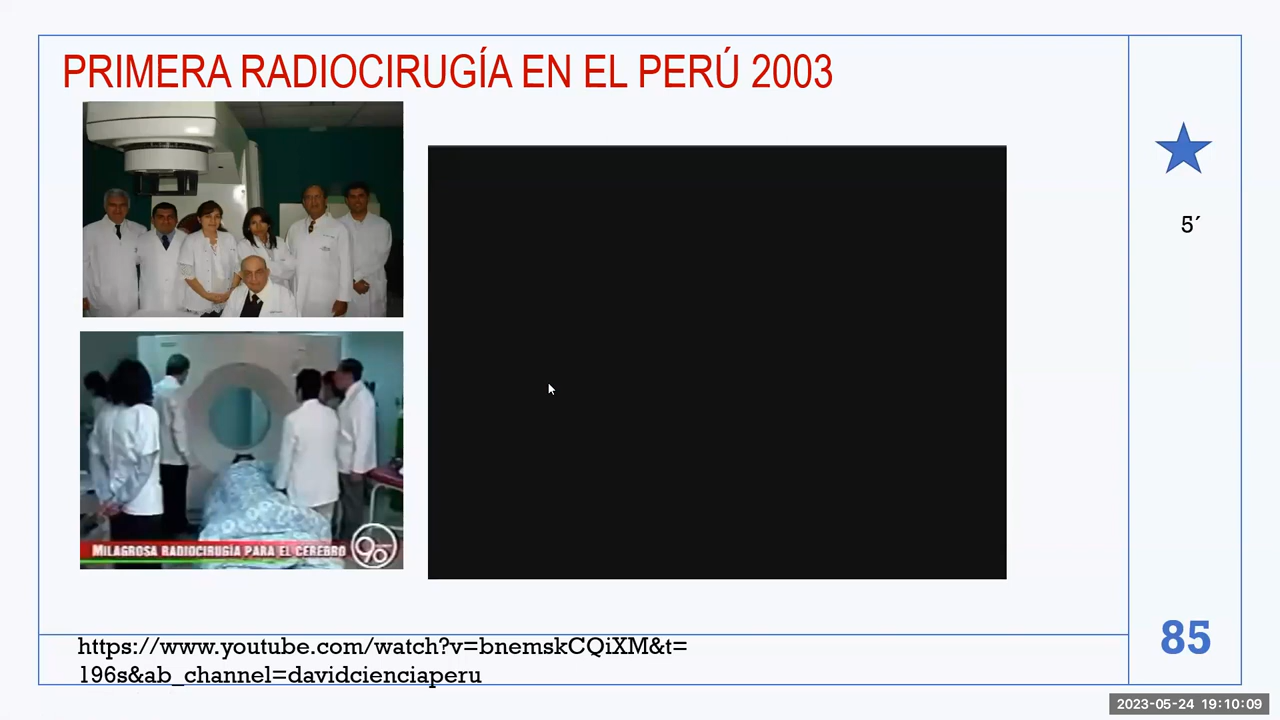 PRIMERA RADIOCIRUGÍA EN EL PERÚ 2003
5´
MILAGROSA RADIOCIRUGÍA PARA EL CEREBRO
90
https://www.youtube.com/watch?v=bnemskCQiXM&t=
196s&ab_channel=davidcienciaperu
85
2023-05-24 19:10:09